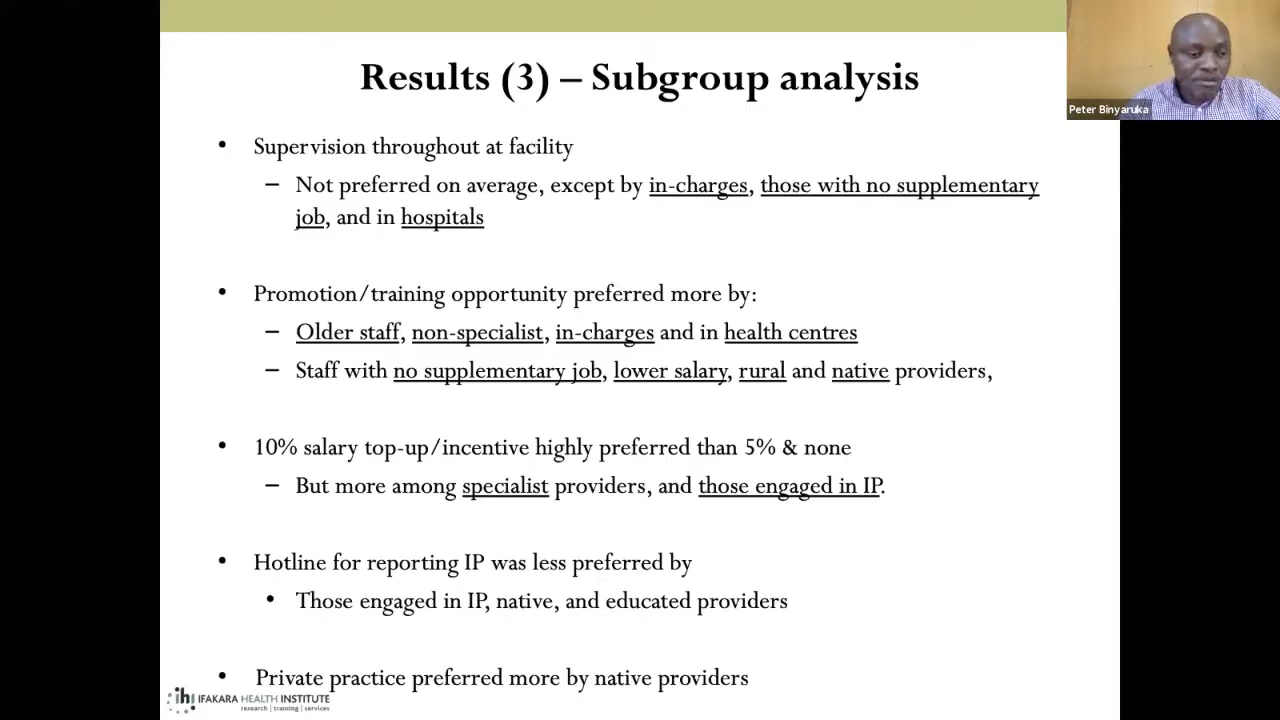 Results (3) – Subgroup analysis
Peter Binyaruka
• Supervision throughout at facility
– Not preferred on average, except by in-charges, those with no supplementary
job, and in hospitals
• Promotion/training opportunity preferred more by:
– Older staff, non-specialist, in-charges and in health centres
– Staff with no supplementary job, lower salary, rural and native providers,
• 10% salary top-up/incentive highly preferred than 5% & none
– But more among specialist providers, and those engaged in IP.
• Hotline for reporting IP was less preferred by
• Those engaged in IP, native, and educated providers
• Private practice preferred more by native providers
ihi IFAKARA HEALTH INSTITUTE
research | training | services